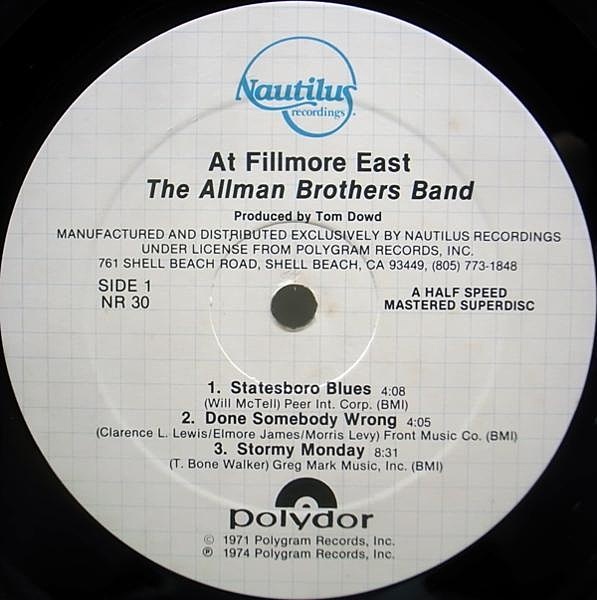 Nautilus
recordings.
At Fillmore East
The Allman Brothers Band
Produced by Tom Dowd
MANUFACTURED AND DISTRIBUTED EXCLUSIVELY BY NAUTILUS RECORDINGS
UNDER LICENSE FROM POLYGRAM RECORDS, INC.
761 SHELL BEACH ROAD, SHELL BEACH, CA 93449, (805) 773-1848
SIDE 1
NR 30
A HALF SPEED
MASTERED SUPERDISC
1. Statesboro Blues 4:08
(Will McTell) Peer Int. Corp. (BMI)
2. Done Somebody Wrong 4:05
(Clarence L. Lewis/Elmore James/Morris Levy) Front Music Co. (BMI)
3. Stormy Monday 8:31
(T. Bone Walker) Greg Mark Music, Inc. (BMI)
polydor
© 1971 Polygram Records, Inc.
℗ 1974 Polygram Records, Inc.